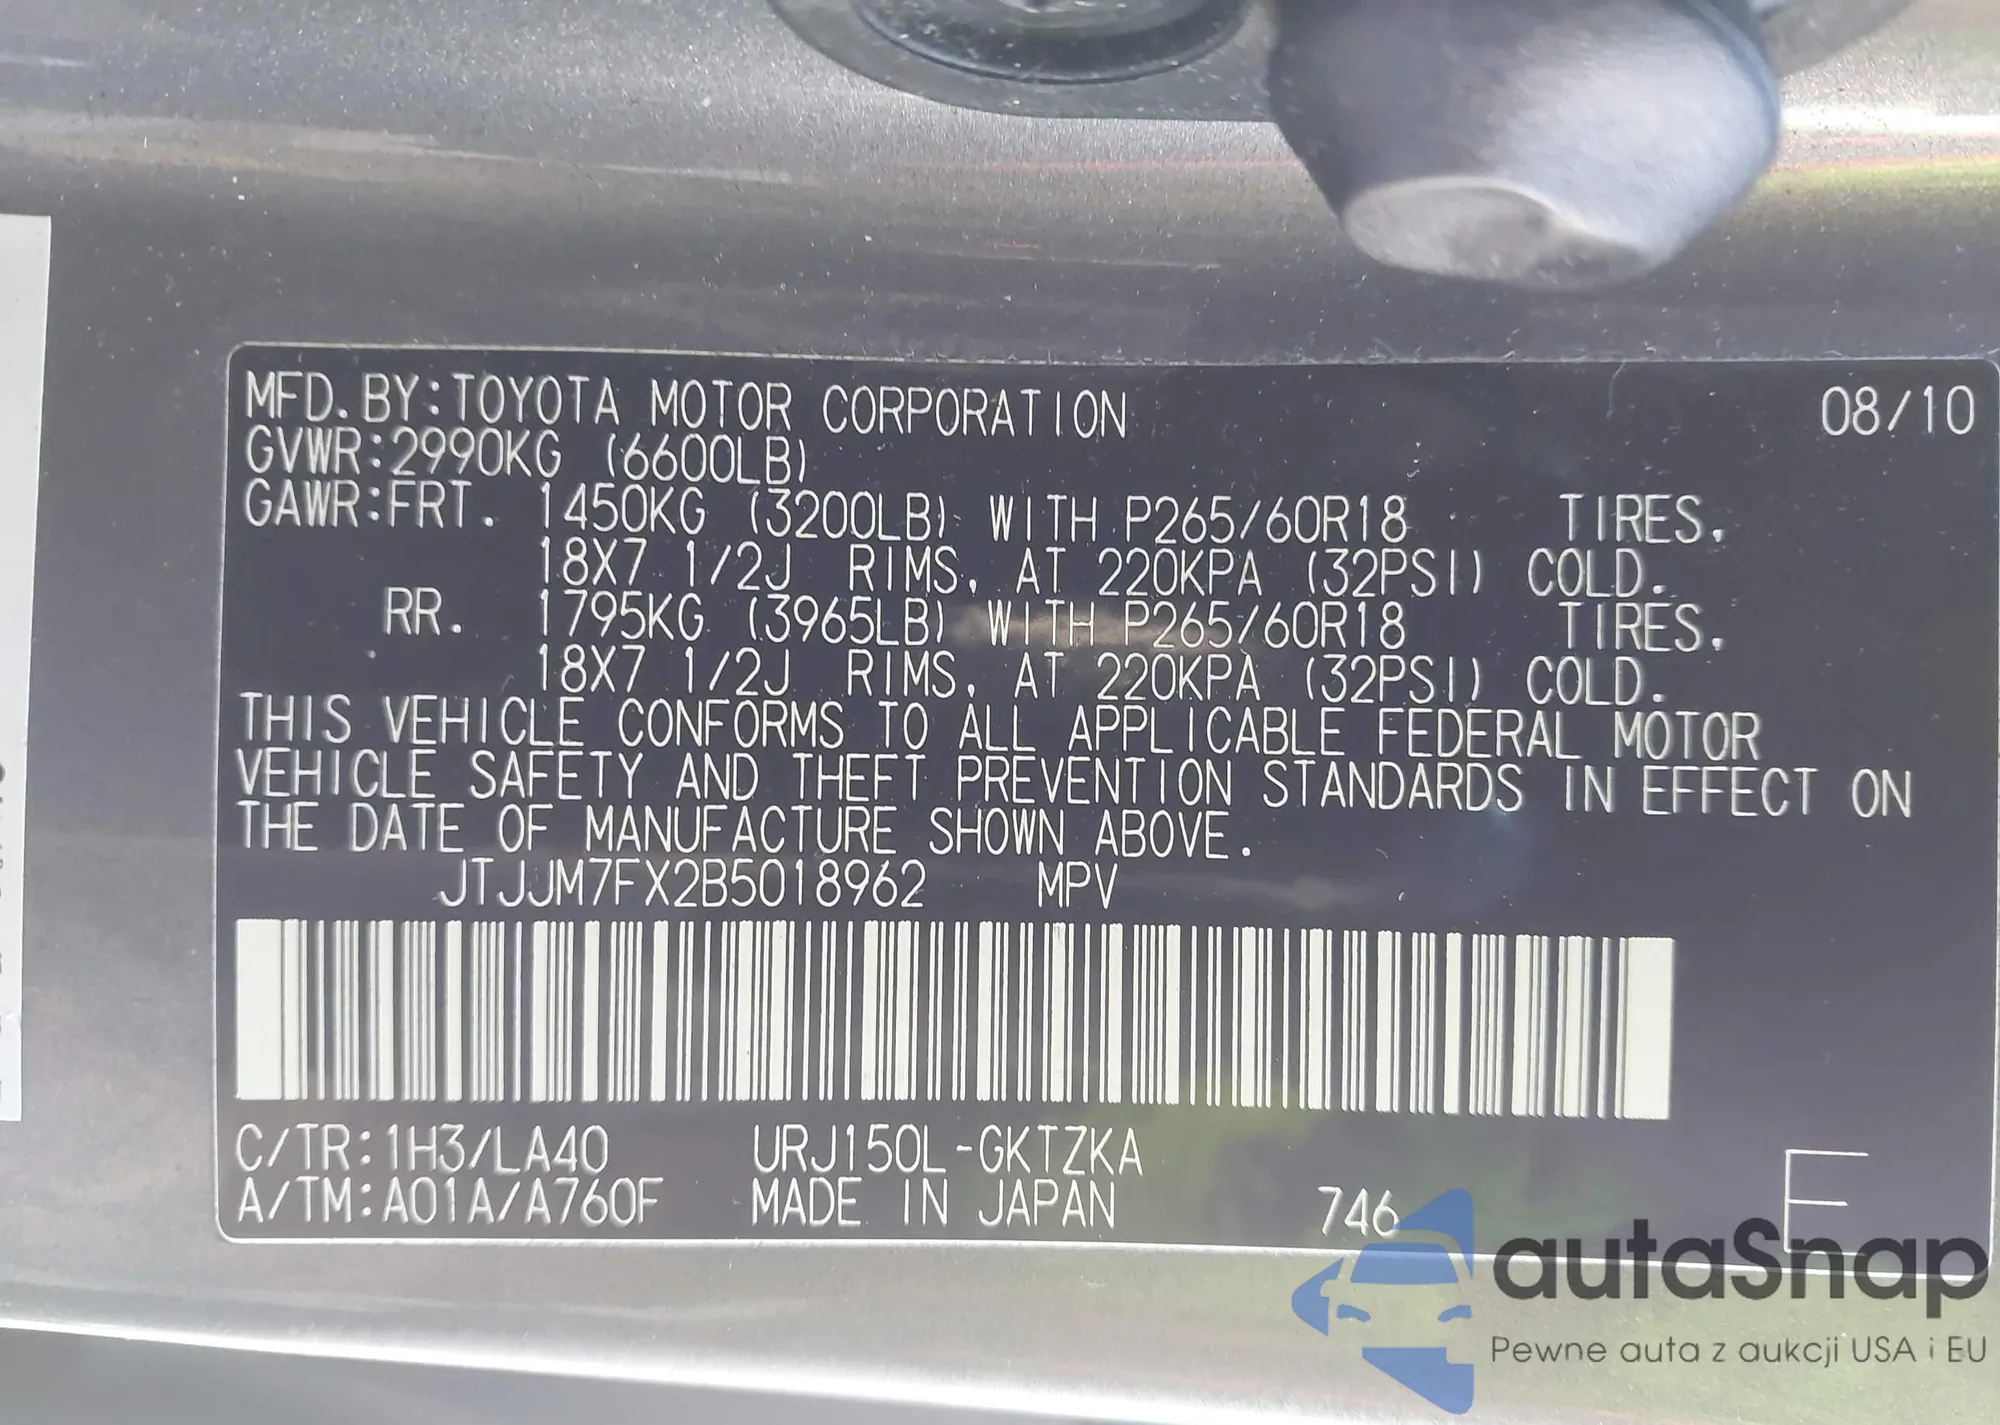 MFD. BY: TOYOTA MOTOR CORPORATION 08/10
GVWR: 2990KG (6600LB)
GAWR: FRT. 1450KG (3200LB) WITH P265/60R18 TIRES,
18X7 1/2J RIMS, AT 220KPA (32PSI) COLD.
RR. 1795KG (3965LB) WITH P265/60R18 TIRES,
18X7 1/2J RIMS, AT 220KPA (32PSI) COLD.
THIS VEHICLE CONFORMS TO ALL APPLICABLE FEDERAL MOTOR
VEHICLE SAFETY AND THEFT PREVENTION STANDARDS IN EFFECT ON
THE DATE OF MANUFACTURE SHOWN ABOVE.
JTJJM7FX2B5018962 MPV
C/TR: 1H3/LA40 URJ150L-GKTZKA
A/TM: A01A/A760F MADE IN JAPAN 746 E
autaSnap
Pewne auta z aukcji USA i EU